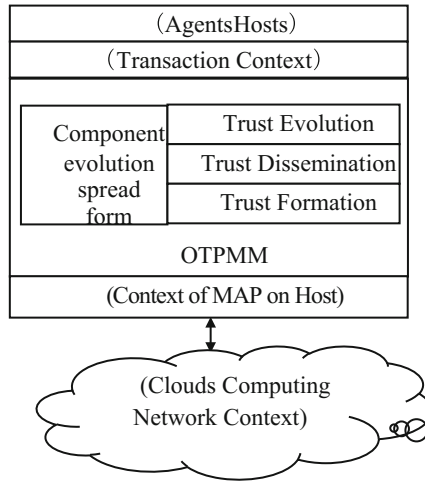 (AgentsHosts)
(Transaction Context)
Component
evolution
spread
form
Trust Evolution
Trust Dissemination
Trust Formation
OTPMM
(Context of MAP on Host)
(Clouds Computing
Network Context)